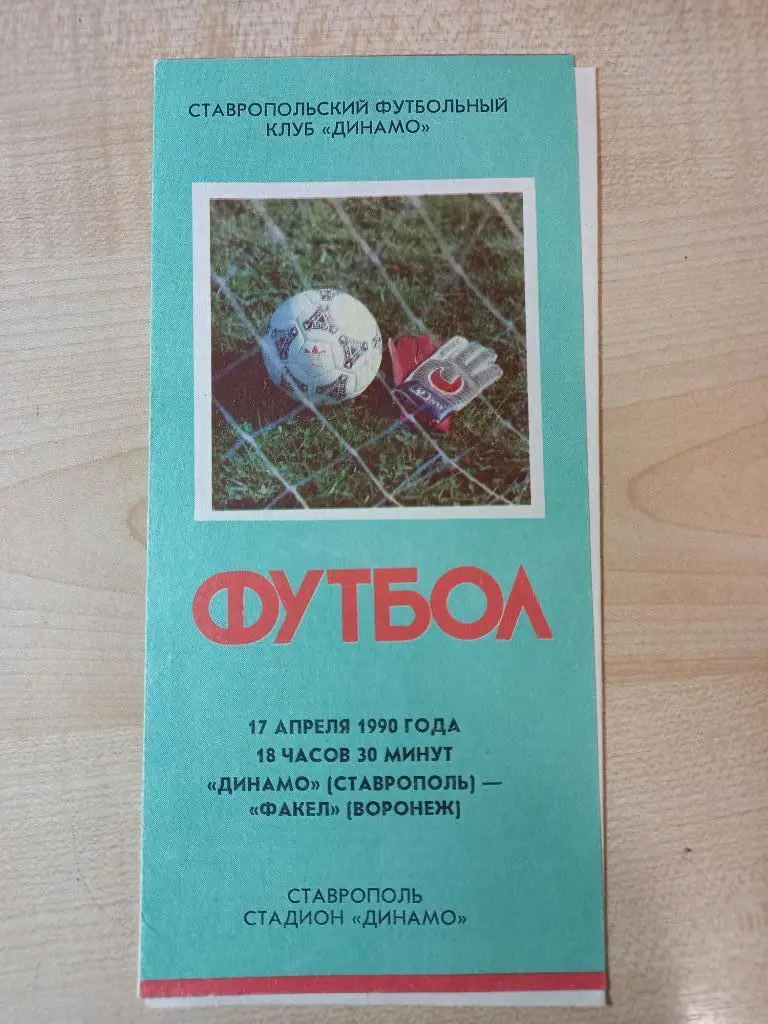 СТАВРОПОЛЬСКИЙ ФУТБОЛЬНЫЙ
КЛУБ «ДИНАМО»
ФУТБОЛ
17 АПРЕЛЯ 1990 ГОДА
18 ЧАСОВ 30 МИНУТ
«ДИНАМО» (СТАВРОПОЛЬ) —
«ФАКЕЛ» (ВОРОНЕЖ)
СТАВРОПОЛЬ
СТАДИОН «ДИНАМО»